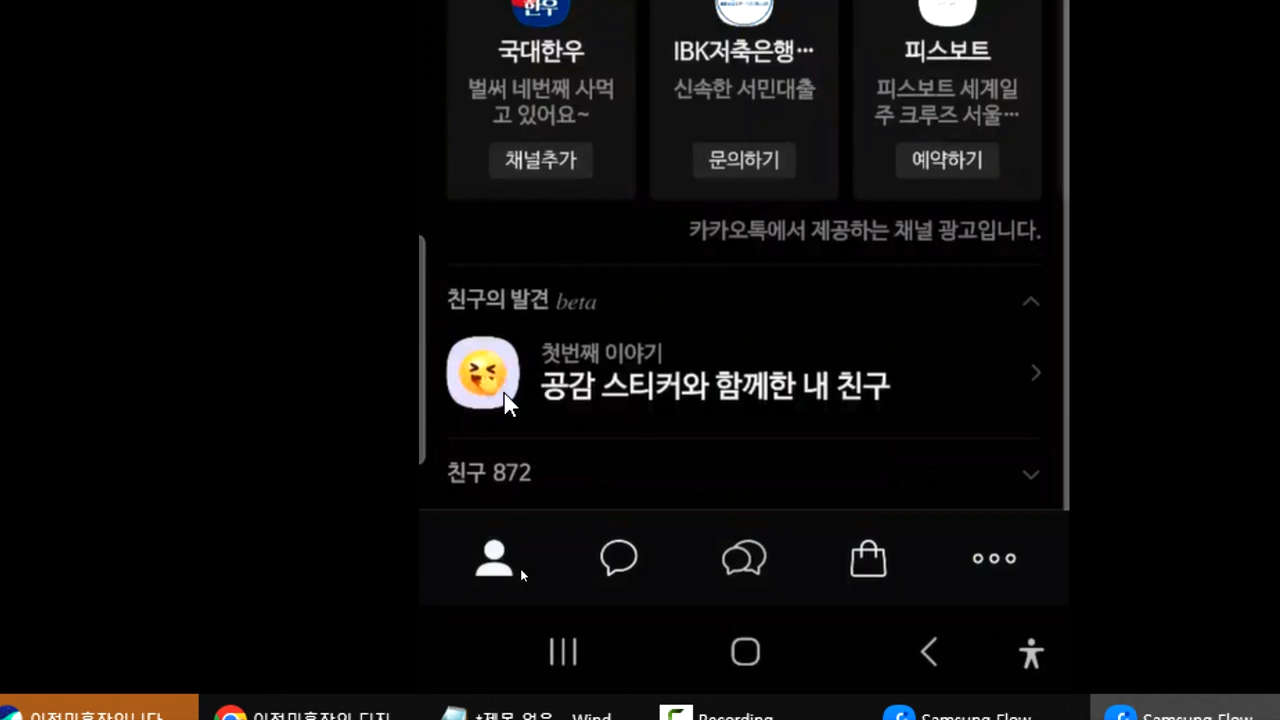 한우
국대한우
IBK저축은행···
피스보트
벌써 네번째 사먹
고 있어요~
신속한 서민대출
피스보트 세계일
주 크루즈 서울···
채널추가
문의하기
예약하기
카카오톡에서 제공하는 채널 광고입니다.
친구의 발견 beta
첫번째 이야기
공감 스티커와 함께한 내 친구
친구 872
Recording
Samsung Flow
Samsung Flow